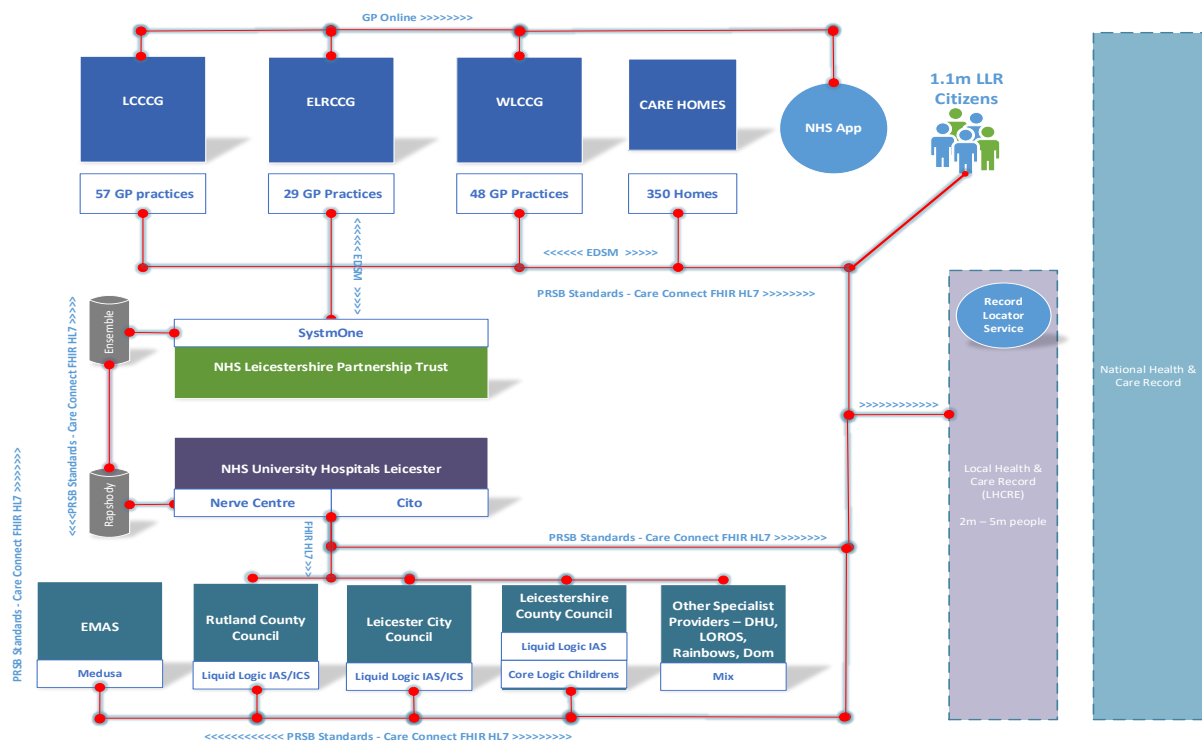 GP Online >>>>>>>>
LCCCG
ELRCCG
WLCCG
CARE HOMES
NHS App
1.1m LLR
Citizens
57 GP practices
29 GP Practices
48 GP Practices
350 Homes
<<<<< EDSM >>>>>
<<<<<< EDSM >>>>>
PRSB Standards - Care Connect FHIR HL7 >>>>>>>>
Record
Locator
Service
SystmOne
NHS Leicestershire Partnership Trust
Ensemble
<<<<PRSB Standards - Care Connect FHIR HL7 >>>>>
National Health &
Care Record
>>>>>>>>>>>>
NHS University Hospitals Leicester
Nerve Centre
Cito
Rapshody
Local Health &
Care Record
(LHCRE)
2m – 5m people
PRSB Standards - Care Connect FHIR HL7 >>>>>>>>
FHIR HL7 >>>>
PRSB Standards - Care Connect FHIR HL7 >>>>>>>>
EMAS
Medusa
Rutland County
Council
Liquid Logic IAS/ICS
Leicester City
Council
Liquid Logic IAS/ICS
Leicestershire
County Council
Liquid Logic IAS
Core Logic Childrens
Other Specialist
Providers – DHU,
LOROS,
Rainbows, Dom
Mix
<<<<<<<<<<<< PRSB Standards - Care Connect FHIR HL7 >>>>>>>>>